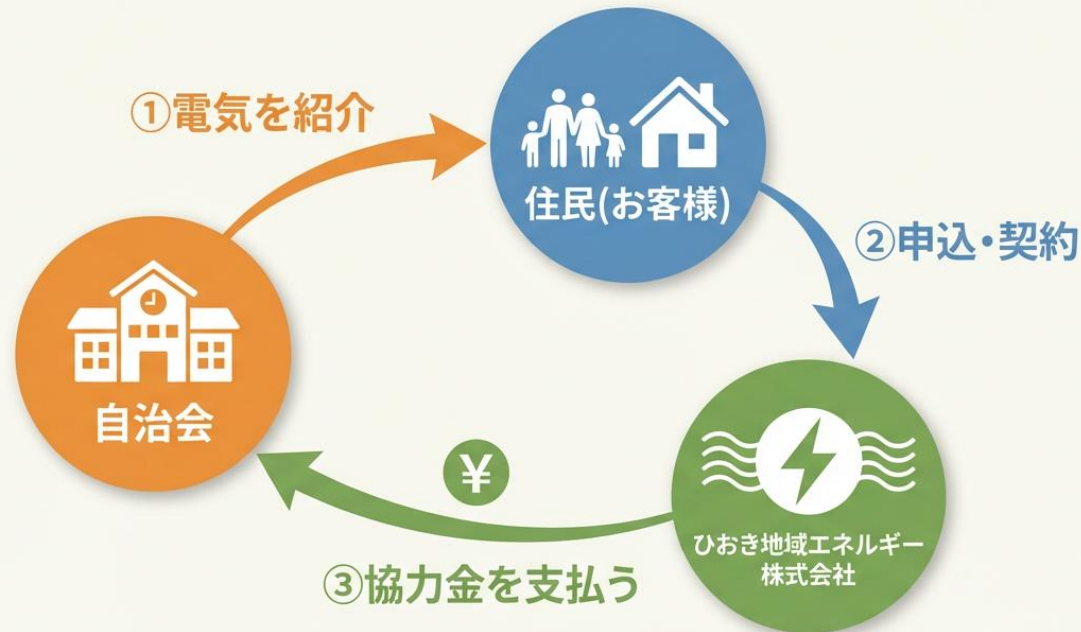 ①電気を紹介
住民(お客様)
②申込・契約
自治会
¥
ひおき地域エネルギー
株式会社
③協力金を支払う